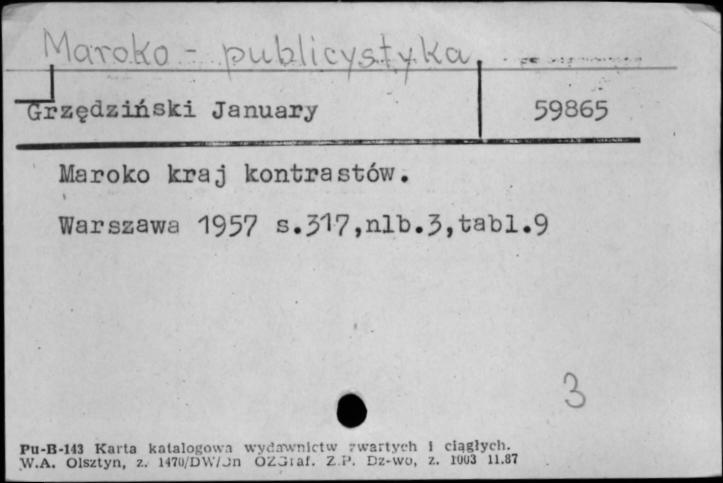 Maroko - publicystyka
Grzędziński January 59865
Maroko kraj kontrastów.
Warszawa 1957 s.317,nlb.3,tabl.9
3
Pu-B-143 Karta katalogowa wydawnictw zwartych i ciągłych.
W.A. Olsztyn, z. 1470/DW/Jn OZGraf. Z.P. Dz-wo, z. 1003 11.87